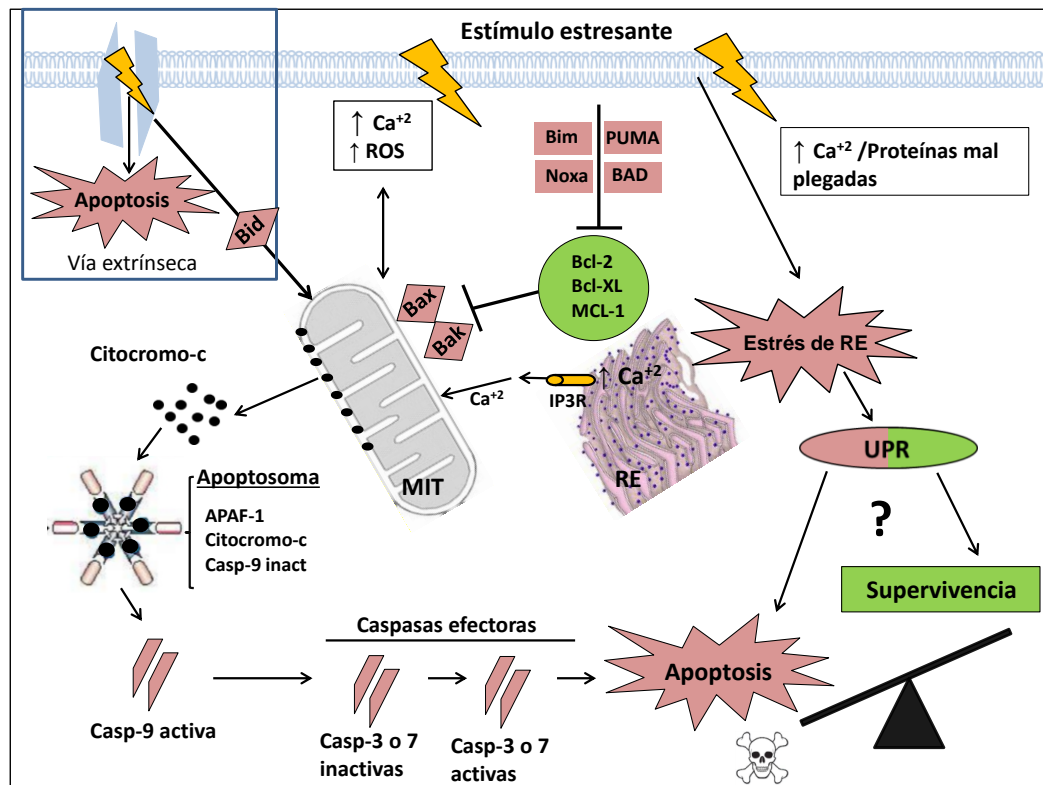 Estímulo estresante
↑ Ca⁺²
↑ ROS
Bim
PUMA
Noxa
BAD
↑ Ca⁺² /Proteínas mal
plegadas
Apoptosis
Bid
Vía extrínseca
Bcl-2
Bcl-XL
MCL-1
Bax
Bak
Estrés de RE
Citocromo-c
↑ Ca⁺²
Ca⁺²
IP3R
MIT
RE
UPR
?
Apoptosoma
APAF-1
Citocromo-c
Casp-9 inact
Supervivencia
Caspasas efectoras
Apoptosis
Casp-9 activa
Casp-3 o 7
inactivas
Casp-3 o 7
activas